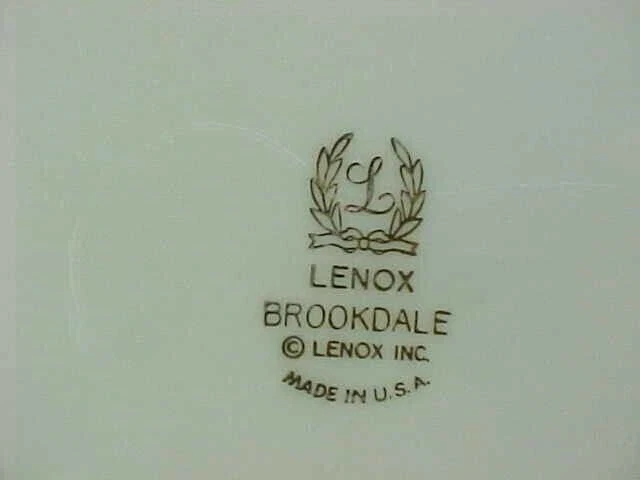 L
LENOX
BROOKDALE
© LENOX INC.
MADE IN U.S.A.